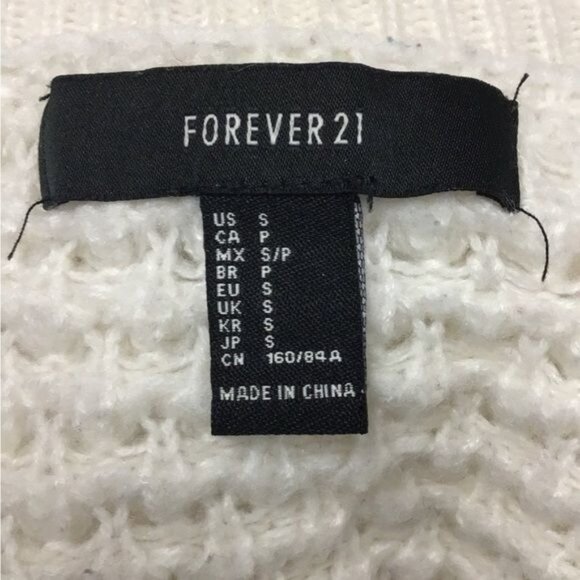 FOREVER 21
US S
CA P
MX S/P
BR P
EU S
UK S
KR S
JP S
CN 160/84A
MADE IN CHINA